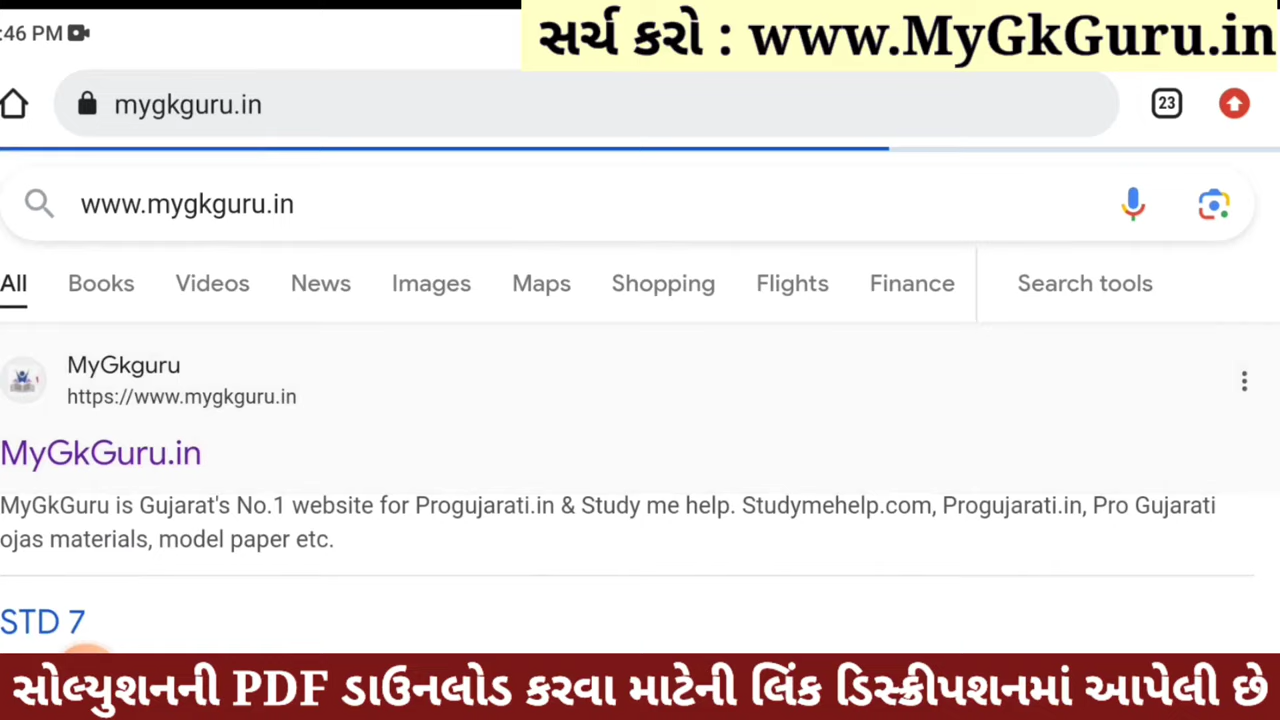 સર્ચ કરો : www.MyGkGuru.in
:46 PM
mygkguru.in
23
www.mygkguru.in
All Books Videos News Images Maps Shopping Flights Finance Search tools
MyGkguru
https://www.mygkguru.in
MyGkGuru.in
MyGkGuru is Gujarat's No.1 website for Progujarati.in & Study me help. Studymehelp.com, Progujarati.in, Pro Gujarati
ojas materials, model paper etc.
STD 7
સોલ્યુશનની PDF ડાઉનલોડ કરવા માટેની લિંક ડિસ્ક્રીપશનમાં આપેલી છે